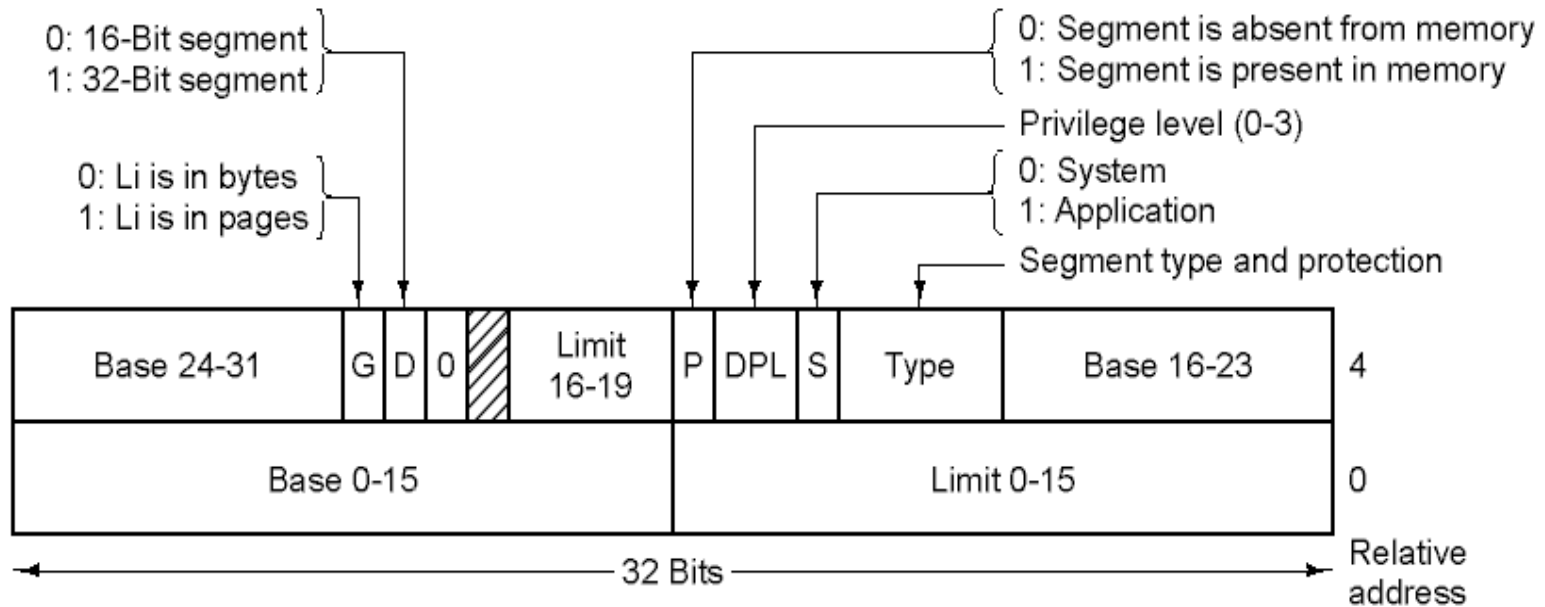 0: 16-Bit segment
1: 32-Bit segment
0: Segment is absent from memory
1: Segment is present in memory
Privilege level (0-3)
0: Li is in bytes
1: Li is in pages
0: System
1: Application
Segment type and protection
Base 24-31
G
D
0
Limit
16-19
P
DPL
S
Type
Base 16-23
4
Base 0-15
Limit 0-15
0
32 Bits
Relative
address